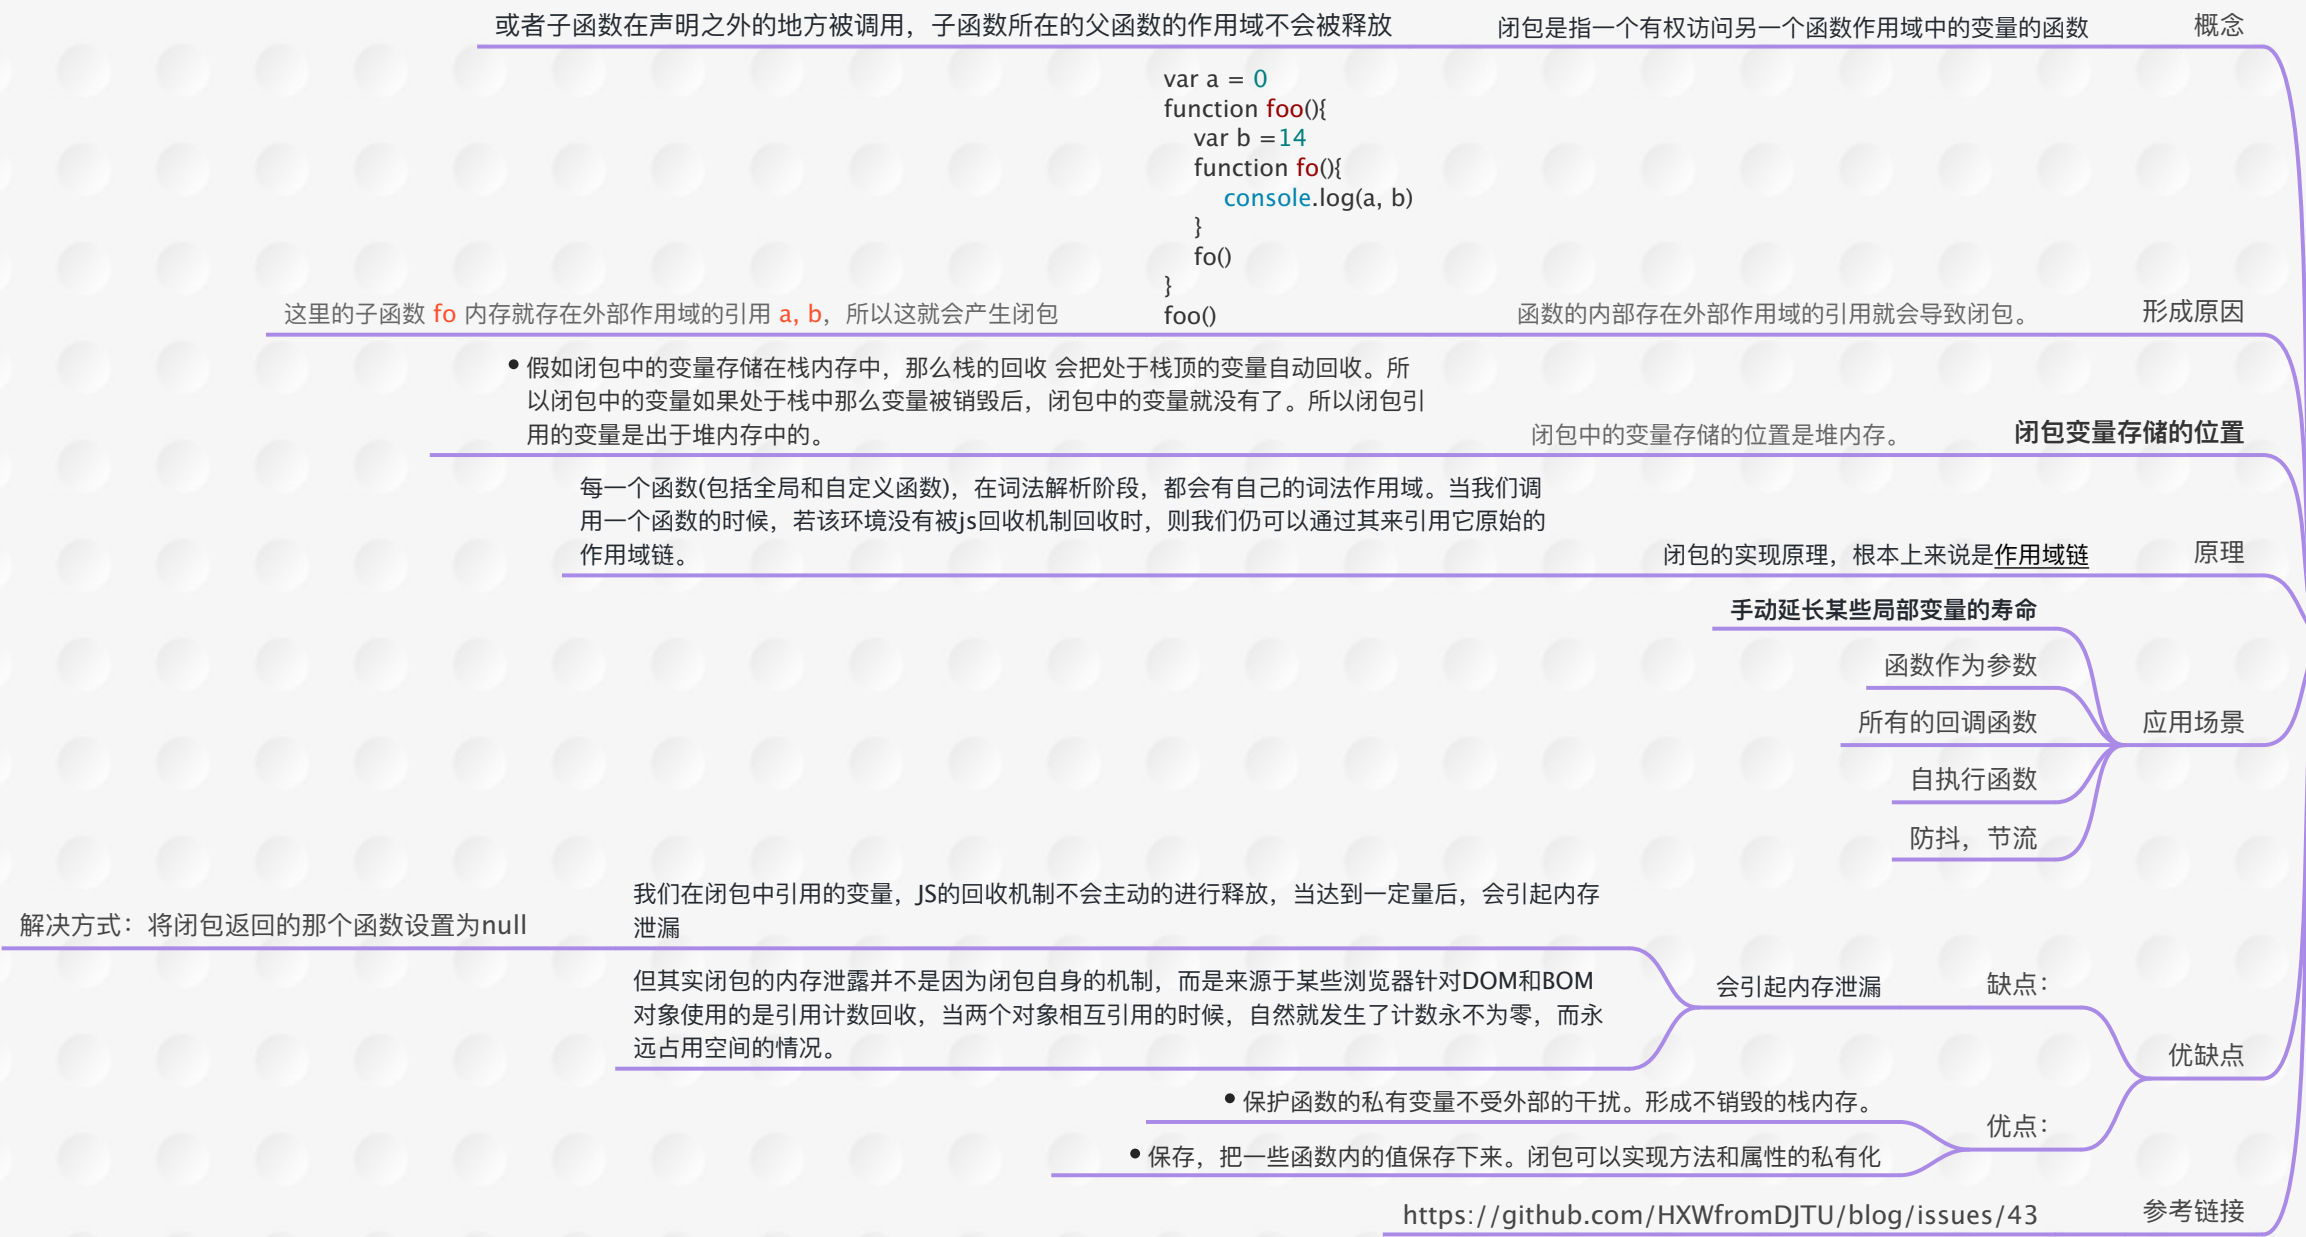 概念
闭包是指一个有权访问另一个函数作用域中的变量的函数
或者子函数在声明之外的地方被调用，子函数所在的父函数的作用域不会被释放
形成原因
函数的内部存在外部作用域的引用就会导致闭包。
var a = 0
function foo(){
var b =14
function fo(){
console.log(a, b)
}
fo()
}
foo()
这里的子函数 fo 内存就存在外部作用域的引用 a, b，所以这就会产生闭包
闭包变量存储的位置
闭包中的变量存储的位置是堆内存。
• 假如闭包中的变量存储在栈内存中，那么栈的回收 会把处于栈顶的变量自动回收。所
以闭包中的变量如果处于栈中那么变量被销毁后，闭包中的变量就没有了。所以闭包引
用的变量是出于堆内存中的。
原理
闭包的实现原理，根本上来说是作用域链
每一个函数(包括全局和自定义函数)，在词法解析阶段，都会有自己的词法作用域。当我们调
用一个函数的时候，若该环境没有被js回收机制回收时，则我们仍可以通过其来引用它原始的
作用域链。
应用场景
手动延长某些局部变量的寿命
函数作为参数
所有的回调函数
自执行函数
防抖，节流
优缺点
缺点：
会引起内存泄漏
我们在闭包中引用的变量，JS的回收机制不会主动的进行释放，当达到一定量后，会引起内存
泄漏
解决方式：将闭包返回的那个函数设置为null
但其实闭包的内存泄露并不是因为闭包自身的机制，而是来源于某些浏览器针对DOM和BOM
对象使用的是引用计数回收，当两个对象相互引用的时候，自然就发生了计数永不为零，而永
远占用空间的情况。
优点：
• 保护函数的私有变量不受外部的干扰。形成不销毁的栈内存。
• 保存，把一些函数内的值保存下来。闭包可以实现方法和属性的私有化
参考链接
https://github.com/HXWfromDJTU/blog/issues/43